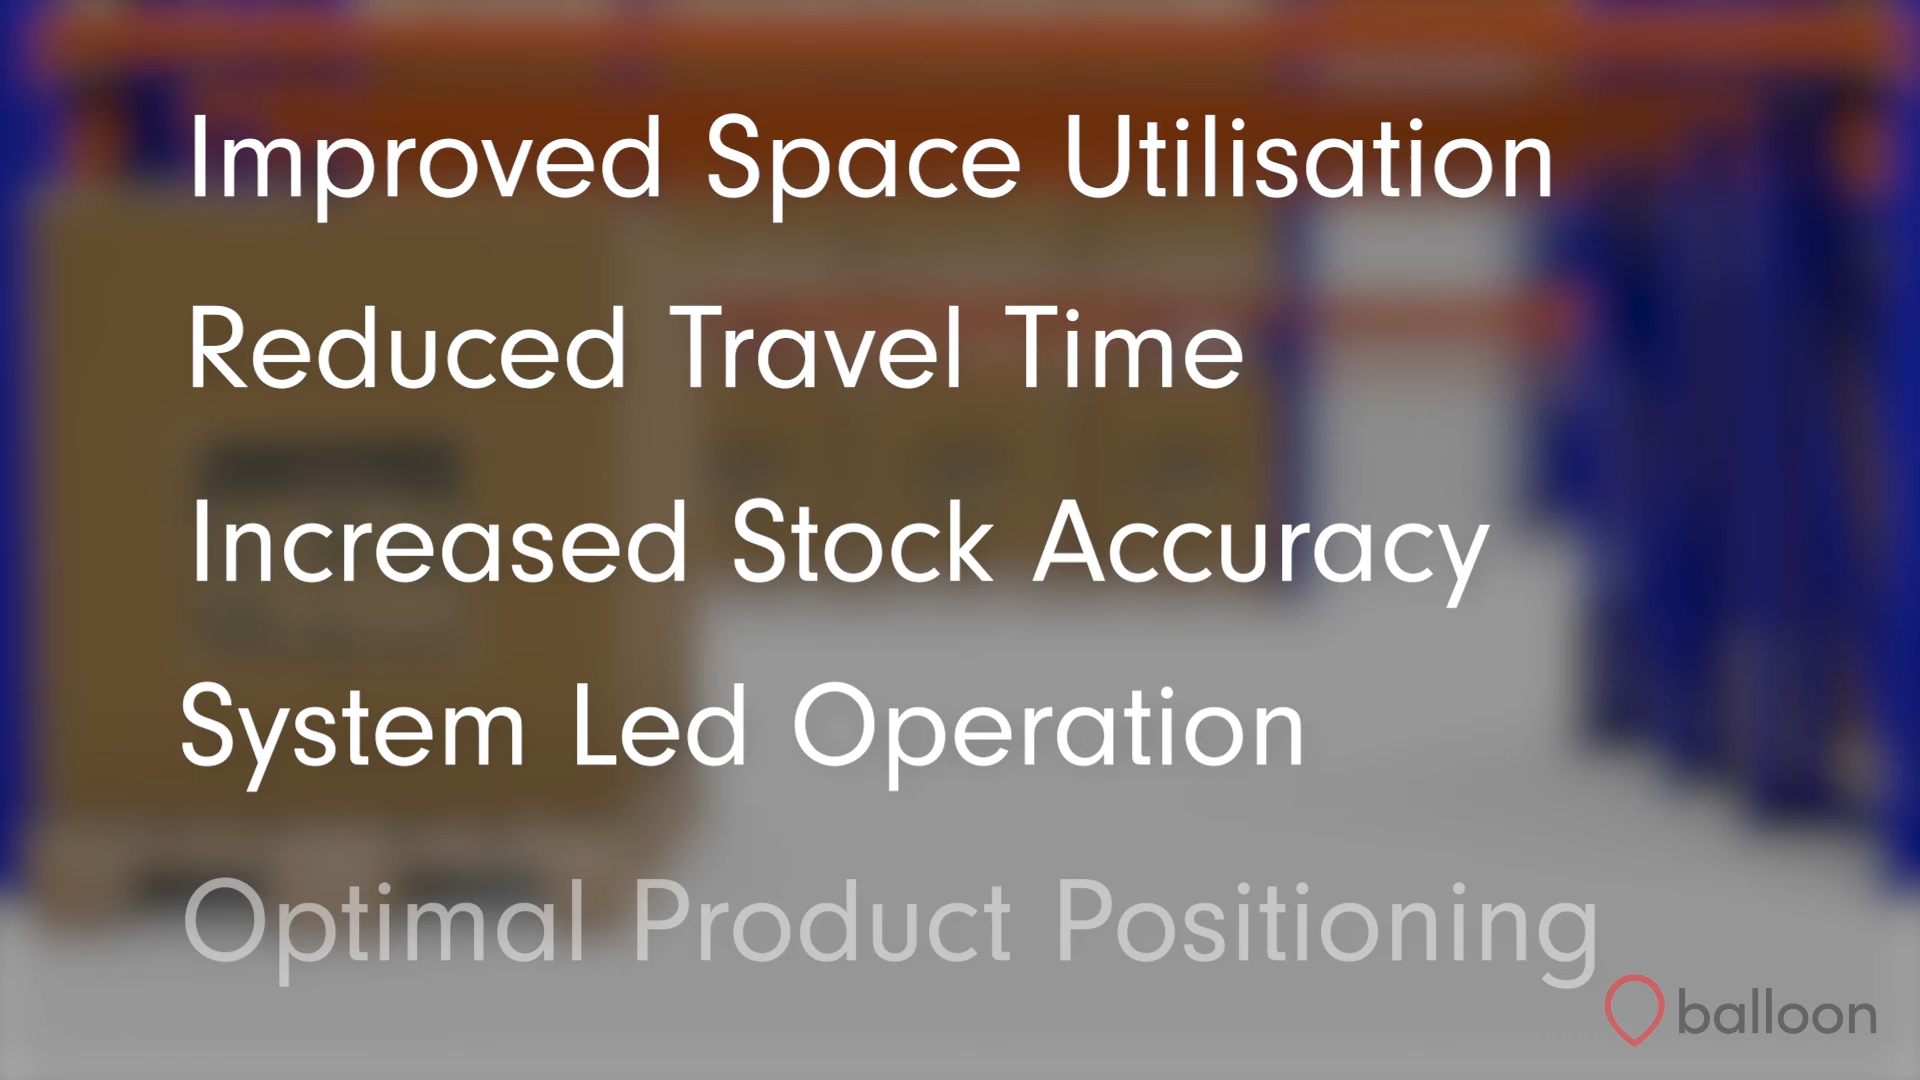 Improved Space Utilisation
Reduced Travel Time
Increased Stock Accuracy
System Led Operation
Optimal Product Positioning
balloon